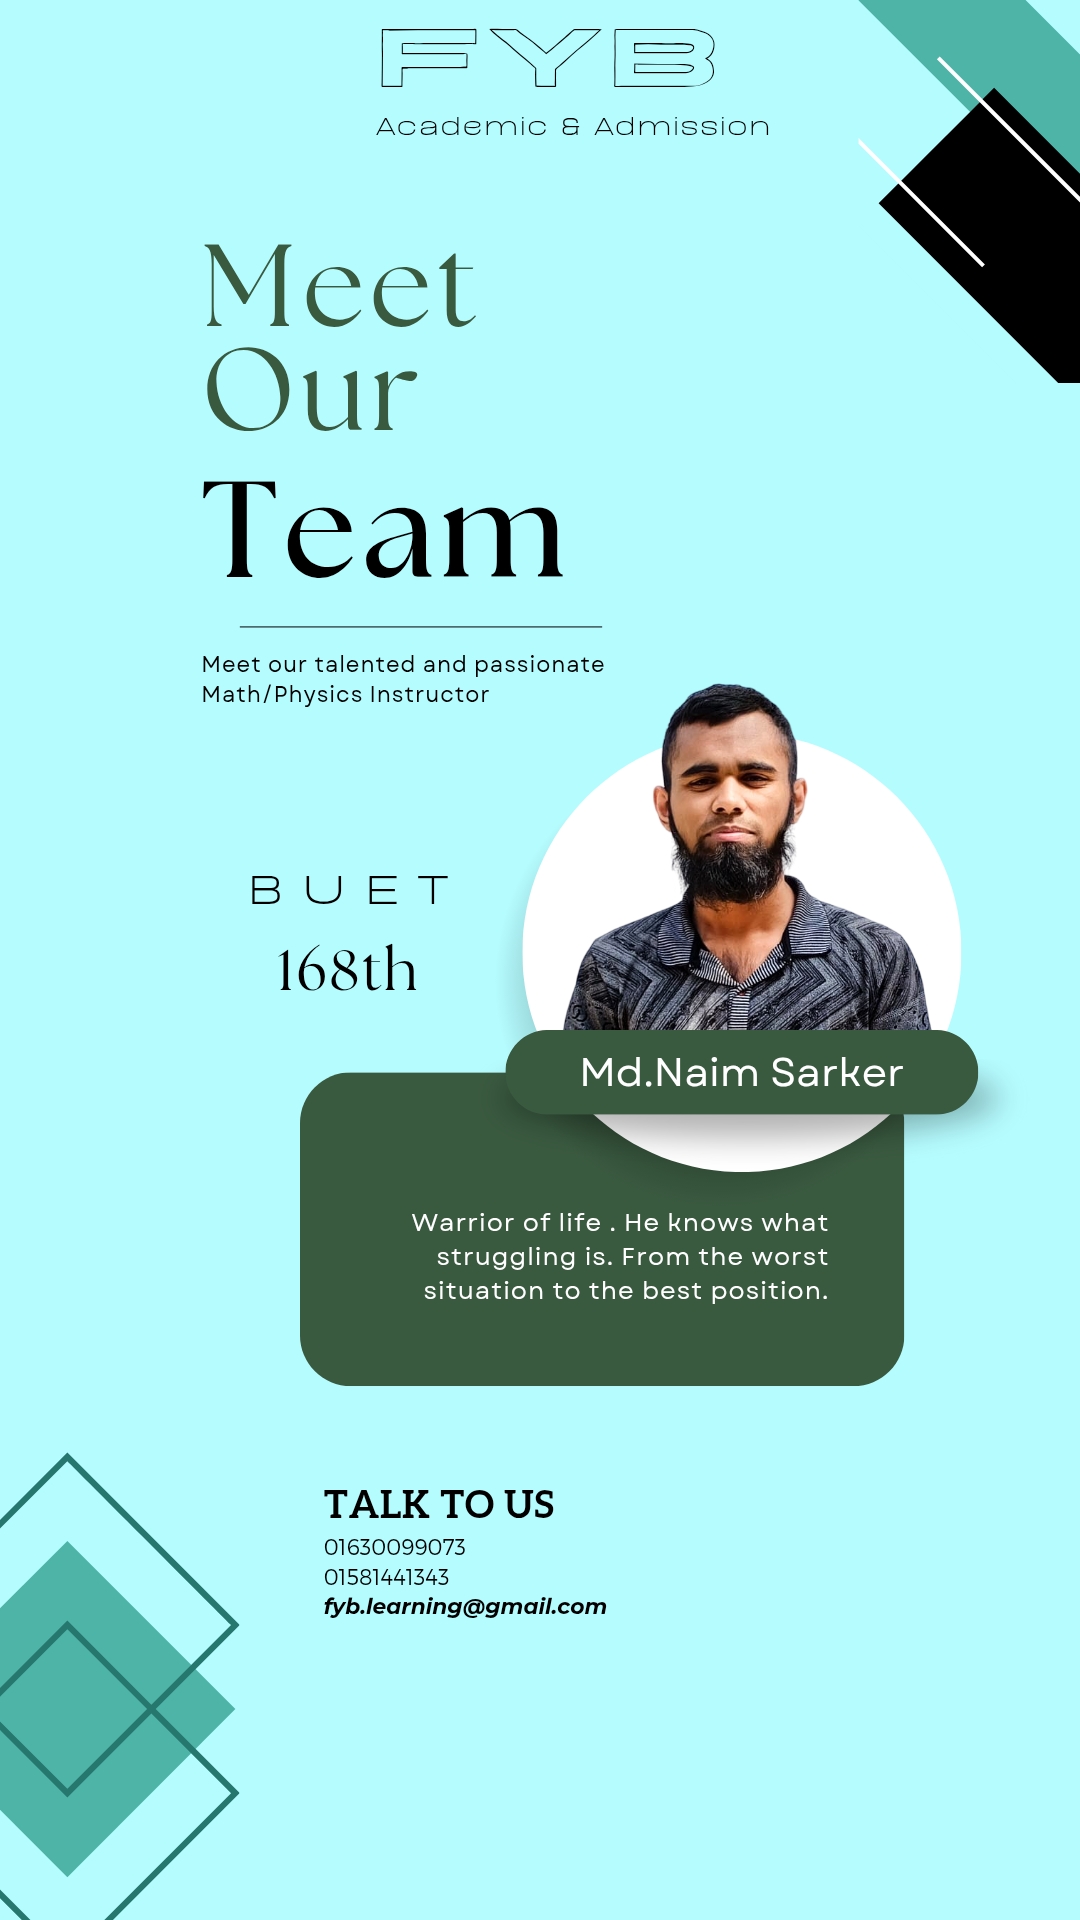 FYB
Academic & Admission
Meet
Our
Team
Meet our talented and passionate
Math/Physics Instructor
BUET
168th
Md.Naim Sarker
Warrior of life . He knows what
struggling is. From the worst
situation to the best position.
TALK TO US
01630099073
01581441343
fyb.learning@gmail.com